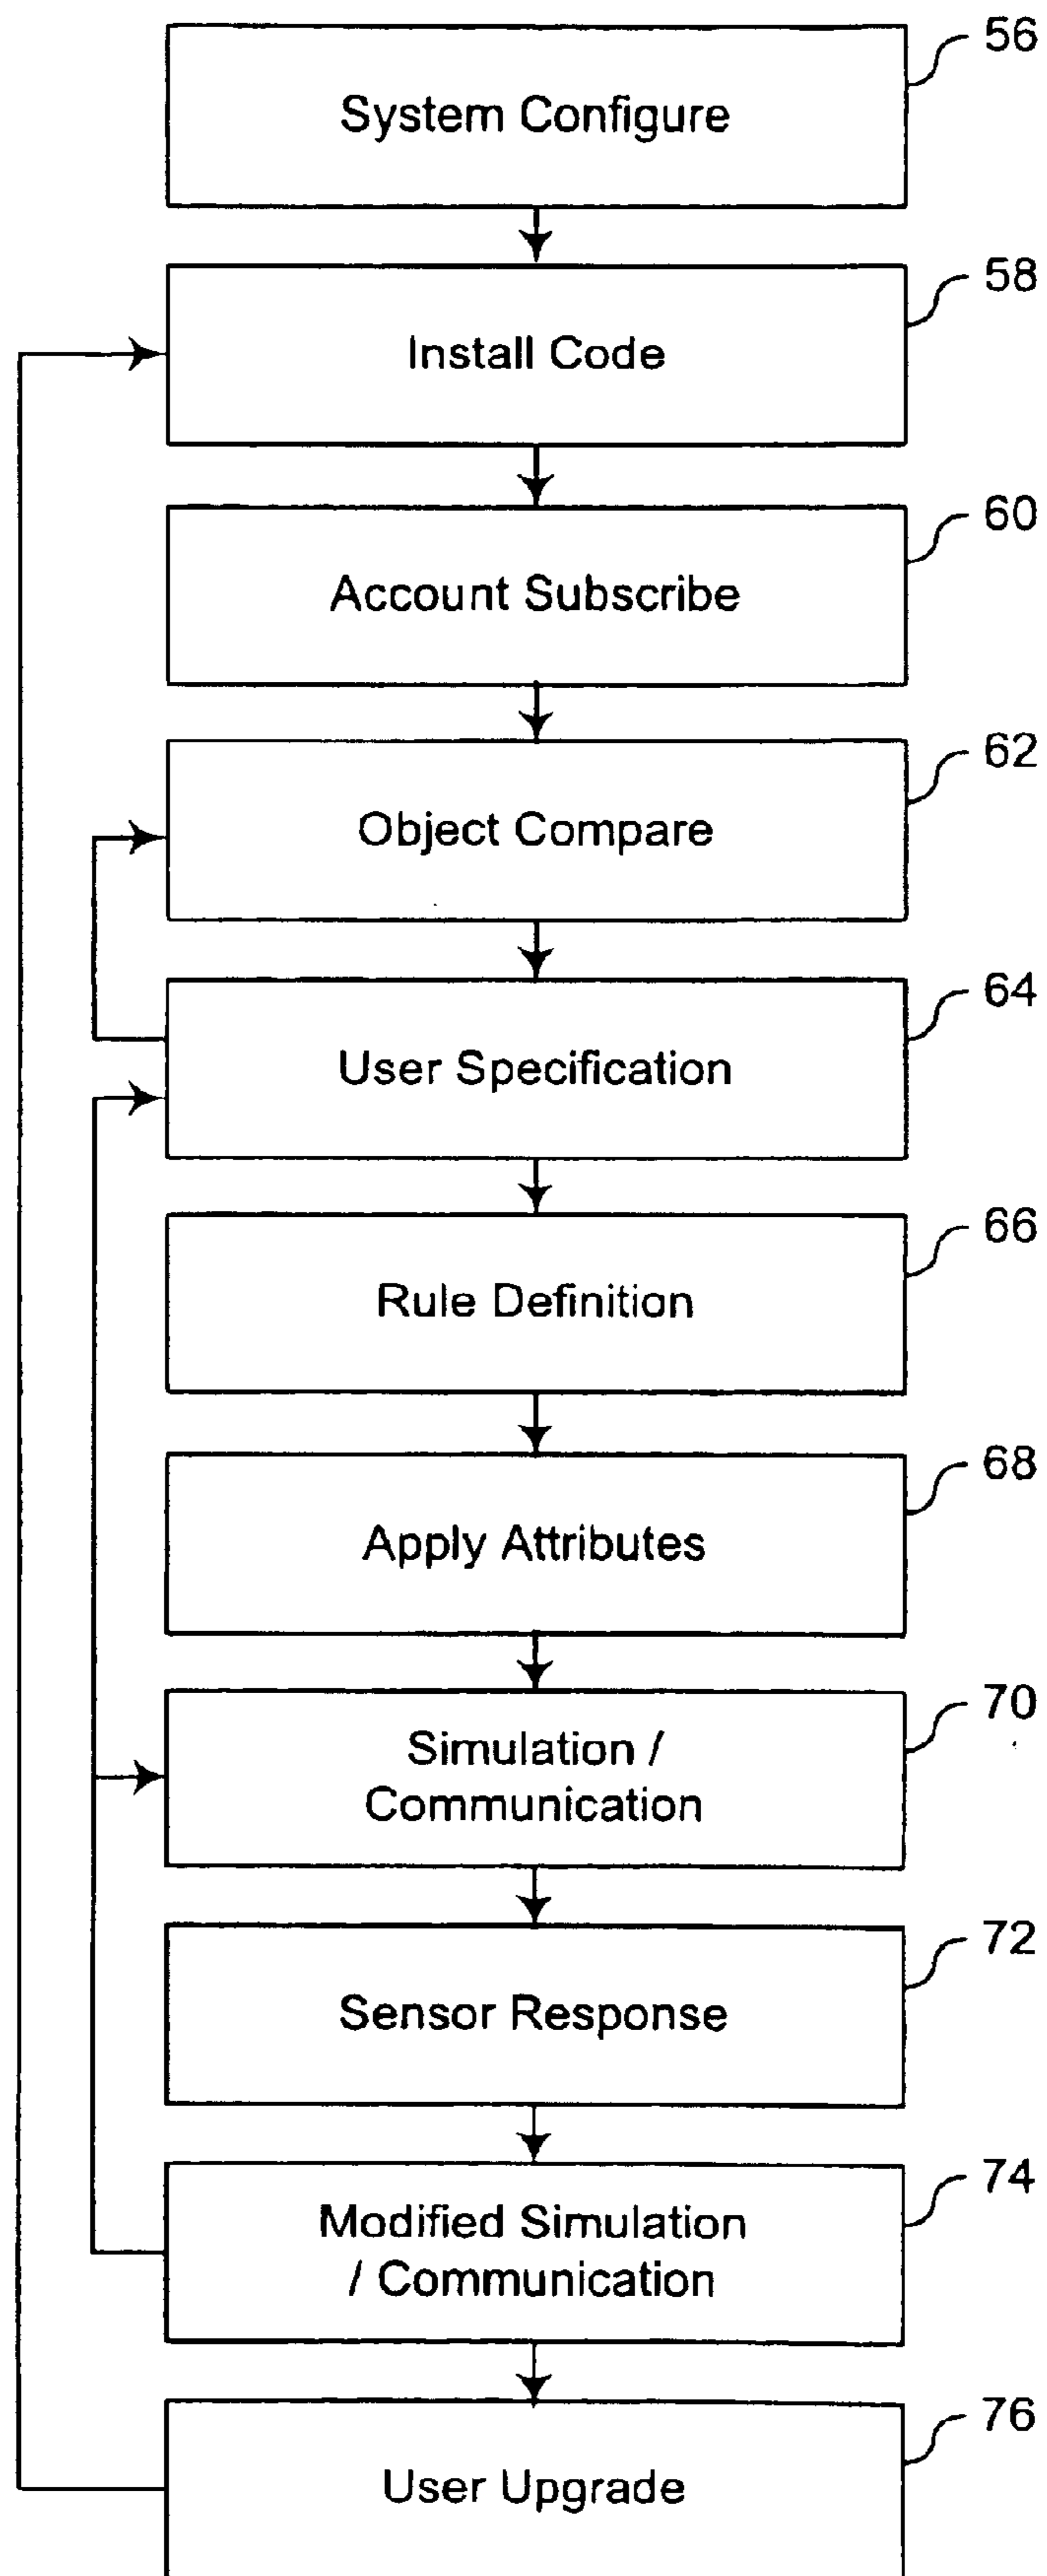 System Configure
56
Install Code
58
Account Subscribe
60
Object Compare
62
User Specification
64
Rule Definition
66
Apply Attributes
68
Simulation /
Communication
70
Sensor Response
72
Modified Simulation
/ Communication
74
User Upgrade
76